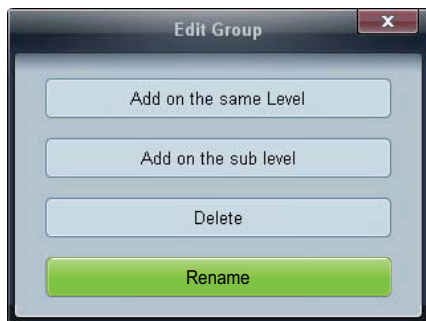 Edit Group
x
Add on the same Level
Add on the sub level
Delete
Rename